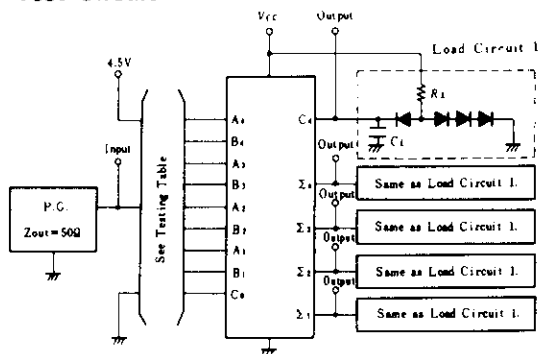 Vcc
Output
Load Circuit 1
4.5V
R_L
Input
See Testing Table
P.G.
Zout = 50Ω
A₄
B₄
A₃
B₃
A₂
B₂
A₁
B₁
C₀
C₄
C_L
Output
Σ₄
Same as Load Circuit 1.
Output
Σ₃
Same as Load Circuit 1.
Output
Σ₂
Same as Load Circuit 1.
Output
Σ₁
Same as Load Circuit 1.